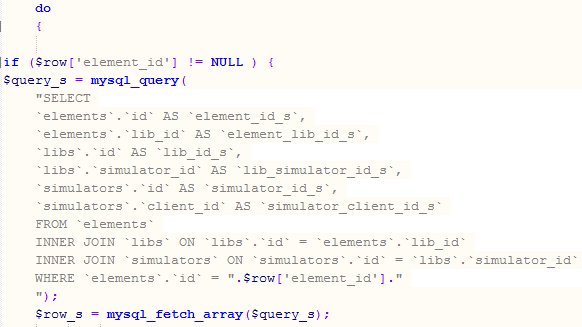 do
{
if ($row['element_id'] != NULL ) {
$query_s = mysql_query(
"SELECT
`elements`.`id` AS `element_id_s`,
`elements`.`lib_id` AS `element_lib_id_s`,
`libs`.`id` AS `lib_id_s`,
`libs`.`simulator_id` AS `lib_simulator_id_s`,
`simulators`.`id` AS `simulator_id_s`,
`simulators`.`client_id` AS `simulator_client_id_s`
FROM `elements`
INNER JOIN `libs` ON `libs`.`id` = `elements`.`lib_id`
INNER JOIN `simulators` ON `simulators`.`id` = `libs`.`simulator_id`
WHERE `elements`.`id` = ".$row['element_id']."
");
$row_s = mysql_fetch_array($query_s);